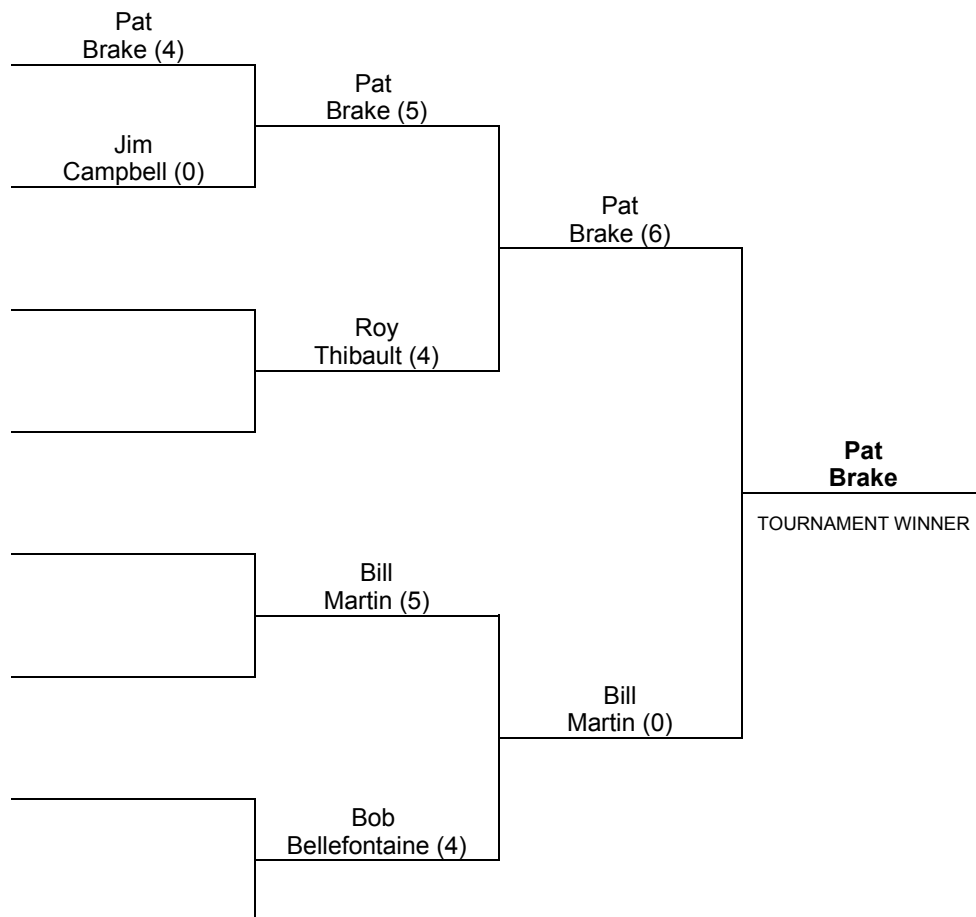 Pat
Brake (4)
Pat
Brake (5)
Jim
Campbell (0)
Pat
Brake (6)
Roy
Thibault (4)
Pat
Brake
TOURNAMENT WINNER
Bill
Martin (5)
Bill
Martin (0)
Bob
Bellefontaine (4)